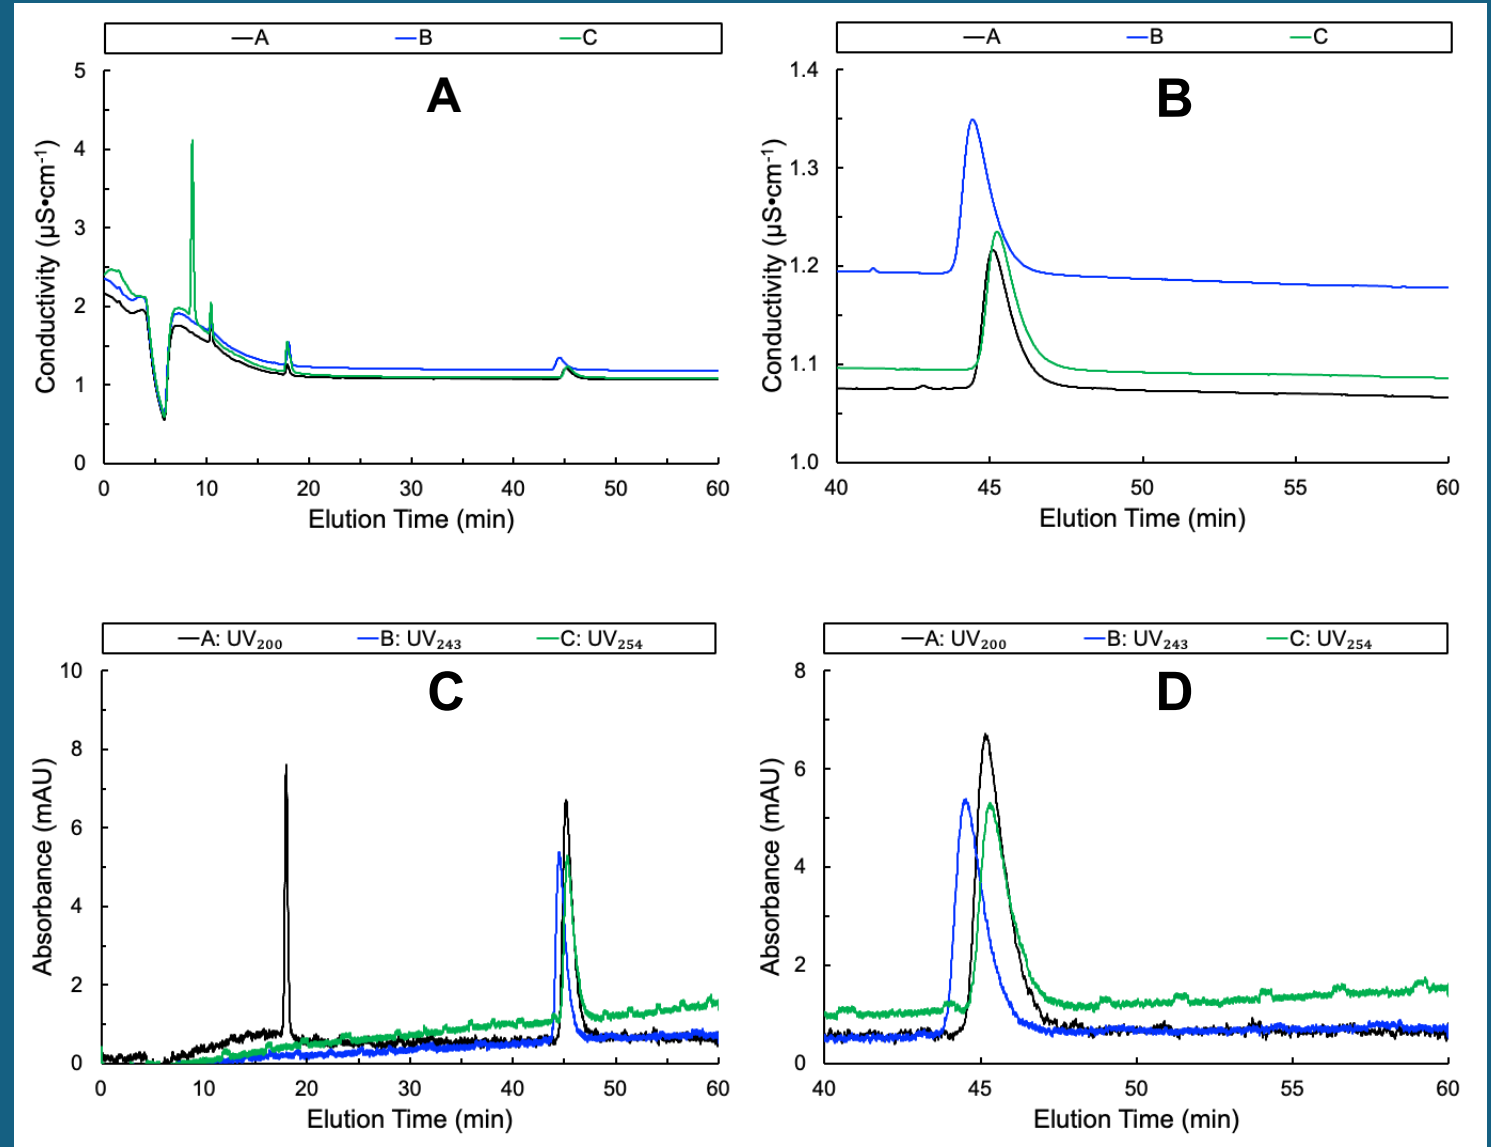 A B C
A B C
A
B
5
4
3
2
1
0
Conductivity (µS•cm-1)
0 10 20 30 40 50 60
Elution Time (min)
1.4
1.3
1.2
1.1
1.0
Conductivity (µS•cm-1)
40 45 50 55 60
Elution Time (min)
A: UV200 B: UV243 C: UV254
A: UV200 B: UV243 C: UV254
C
D
10
8
6
4
2
0
Absorbance (mAU)
0 10 20 30 40 50 60
Elution Time (min)
8
6
4
2
0
Absorbance (mAU)
40 45 50 55 60
Elution Time (min)